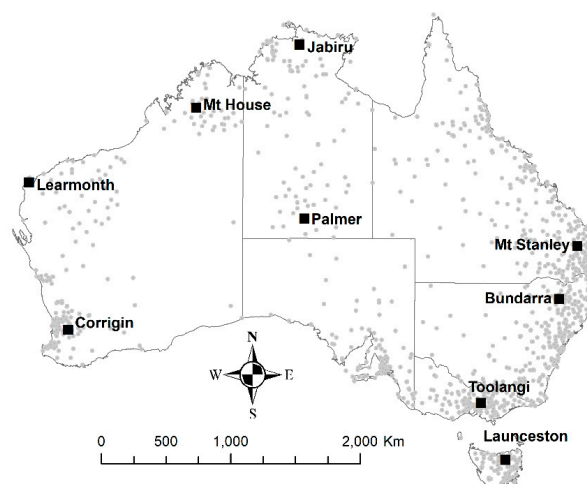 Jabiru
Mt House
Learmonth
Palmer
Mt Stanley
Bundarra
Corrigin
N
W E
S
Toolangi
Launceston
0 500 1,000 2,000 Km